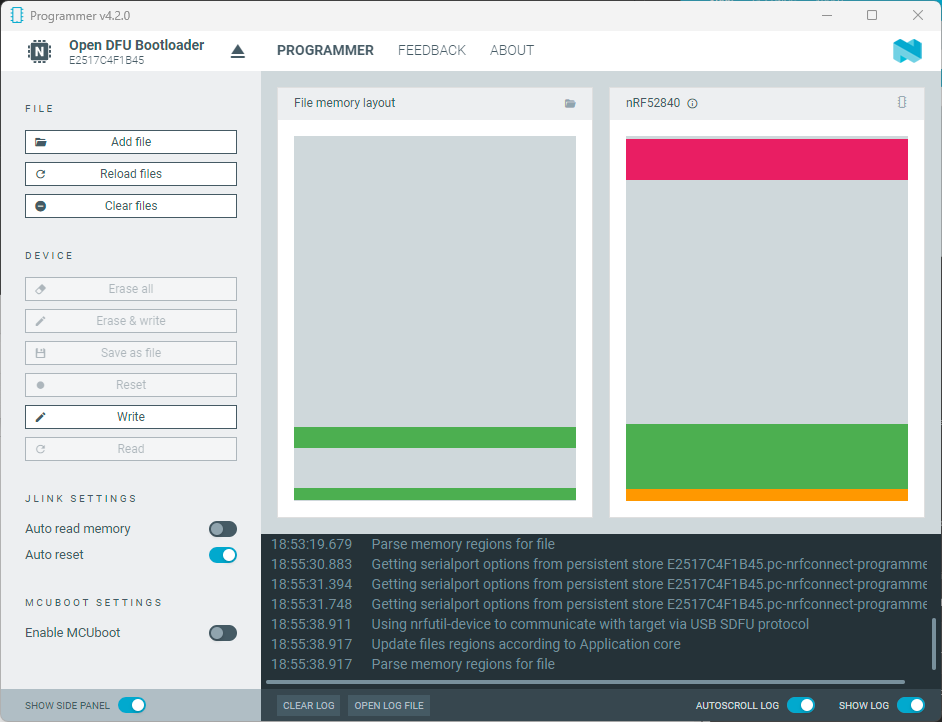 Programmer v4.2.0
N
Open DFU Bootloader
E2517C4F1B45
PROGRAMMER FEEDBACK ABOUT
FILE
Add file
Reload files
Clear files
DEVICE
Erase all
Erase & write
Save as file
Reset
Write
Read
JLINK SETTINGS
Auto read memory
Auto reset
MCUBOOT SETTINGS
Enable MCUboot
SHOW SIDE PANEL
File memory layout
nRF52840
18:53:19.679 Parse memory regions for file
18:55:30.883 Getting serialport options from persistent store E2517C4F1B45.pc-nrfconnect-programme
18:55:31.394 Getting serialport options from persistent store E2517C4F1B45.pc-nrfconnect-programme
18:55:31.748 Getting serialport options from persistent store E2517C4F1B45.pc-nrfconnect-programme
18:55:38.911 Using nrfutil-device to communicate with target via USB SDFU protocol
18:55:38.917 Update files regions according to Application core
18:55:38.917 Parse memory regions for file
CLEAR LOG OPEN LOG FILE AUTOSCROLL LOG SHOW LOG